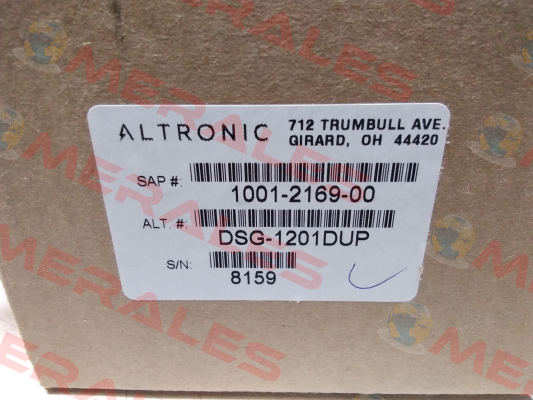 ALTRONIC 712 TRUMBULL AVE.
GIRARD, OH 44420
SAP #:
1001-2169-00
ALT. #:
DSG-1201DUP
S/N:
8159
MERALES
MERALES
MERALES
MERALES